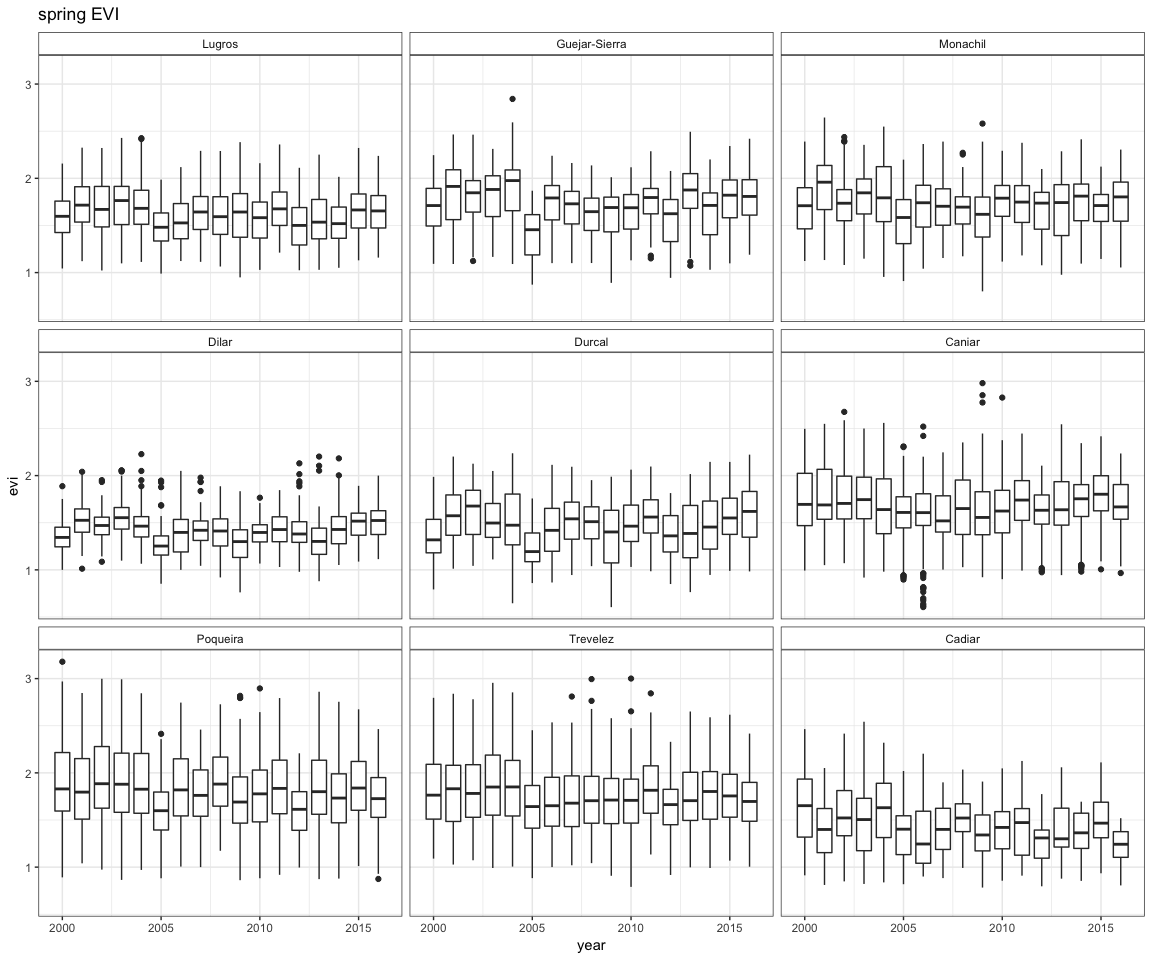 spring EVI
Lugros
Guejar-Sierra
Monachil
3
2
1
Dilar
Durcal
Caniar
3
2
1
evi
Poqueira
Trevelez
Cadiar
3
2
1
2000 2005 2010 2015 2000 2005 2010 2015 2000 2005 2010 2015
year